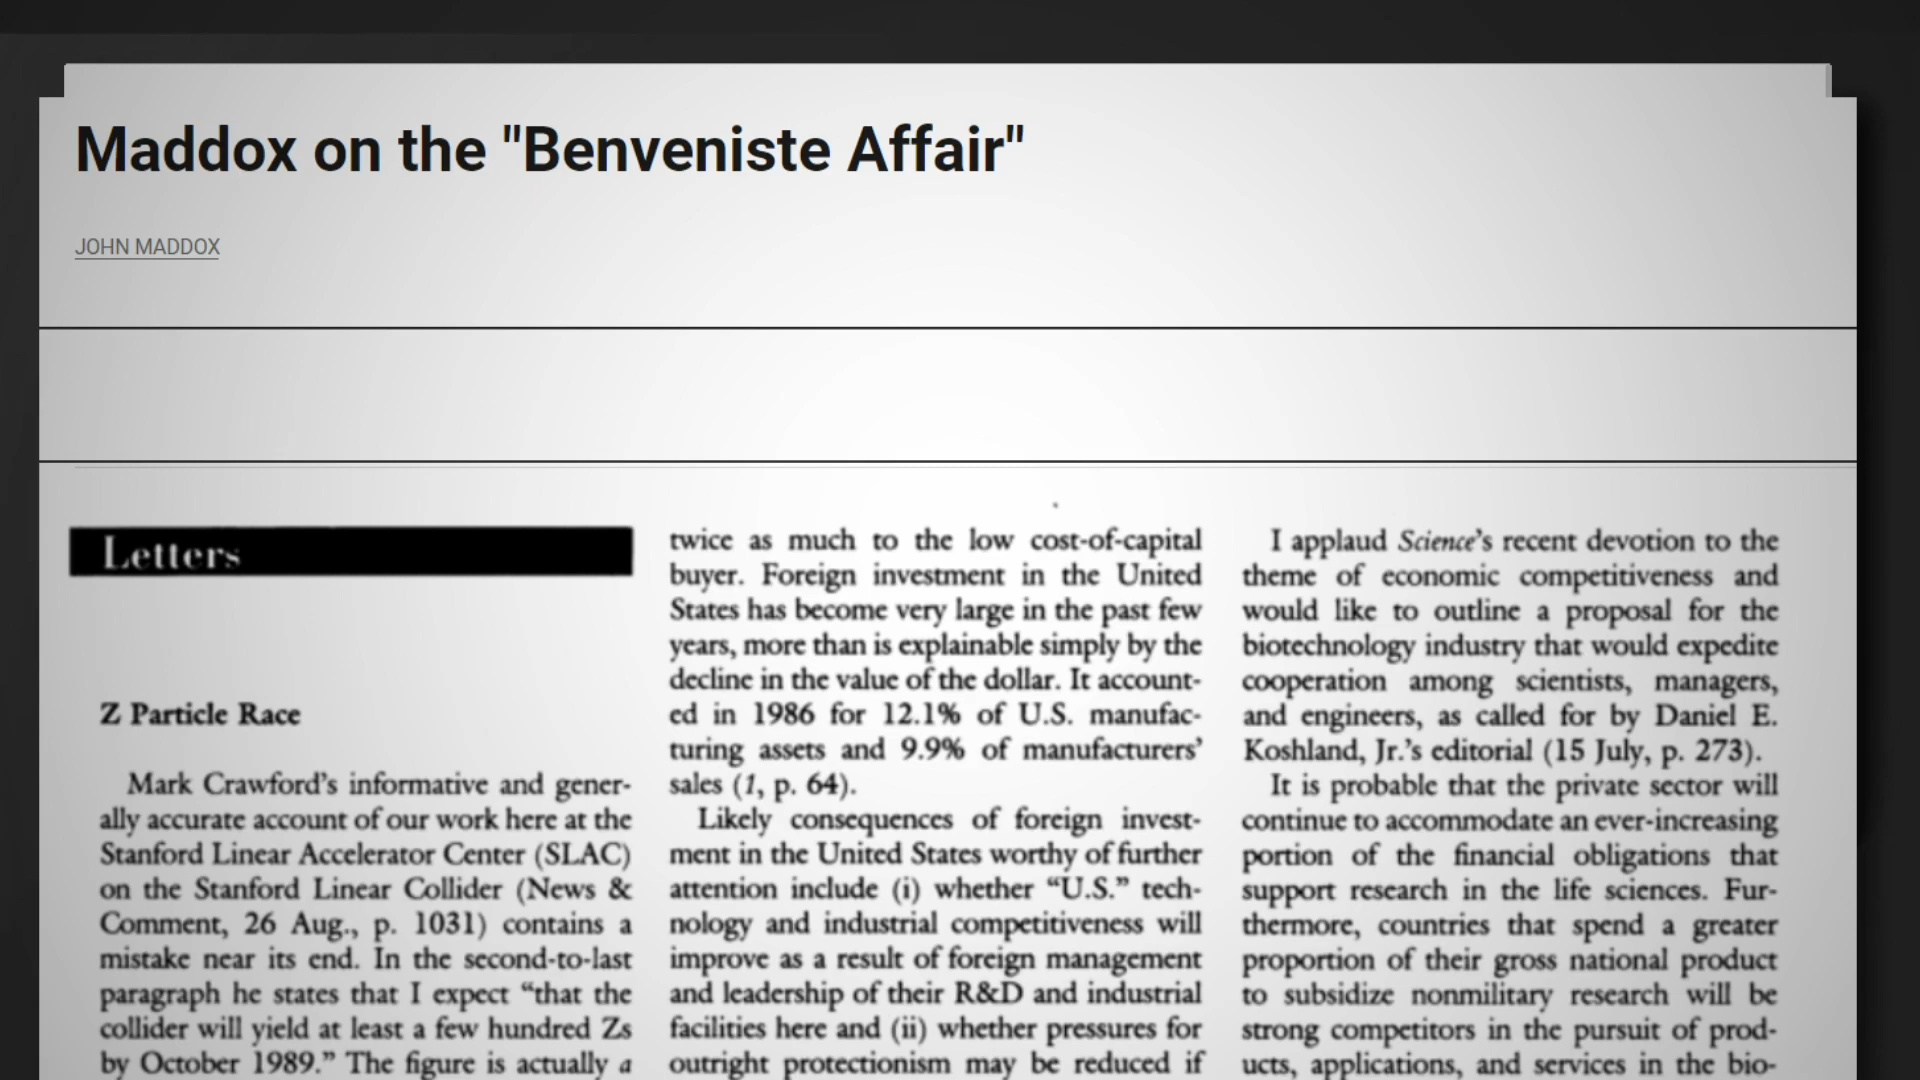 Maddox on the "Benveniste Affair"
JOHN MADDOX
Letters
Z Particle Race
Mark Crawford’s informative and gener-
ally accurate account of our work here at the
Stanford Linear Accelerator Center (SLAC)
on the Stanford Linear Collider (News &
Comment, 26 Aug., p. 1031) contains a
mistake near its end. In the second-to-last
paragraph he states that I expect “that the
collider will yield at least a few hundred Zs
by October 1989.” The figure is actually a
twice as much to the low cost-of-capital
buyer. Foreign investment in the United
States has become very large in the past few
years, more than is explainable simply by the
decline in the value of the dollar. It account-
ed in 1986 for 12.1% of U.S. manufac-
turing assets and 9.9% of manufacturers’
sales (1, p. 64).
Likely consequences of foreign invest-
ment in the United States worthy of further
attention include (i) whether “U.S.” tech-
nology and industrial competitiveness will
improve as a result of foreign management
and leadership of their R&D and industrial
facilities here and (ii) whether pressures for
outright protectionism may be reduced if
I applaud Science’s recent devotion to the
theme of economic competitiveness and
would like to outline a proposal for the
biotechnology industry that would expedite
cooperation among scientists, managers,
and engineers, as called for by Daniel E.
Koshland, Jr.’s editorial (15 July, p. 273).
It is probable that the private sector will
continue to accommodate an ever-increasing
portion of the financial obligations that
support research in the life sciences. Fur-
thermore, countries that spend a greater
proportion of their gross national product
to subsidize nonmilitary research will be
strong competitors in the pursuit of prod-
ucts, applications, and services in the bio-